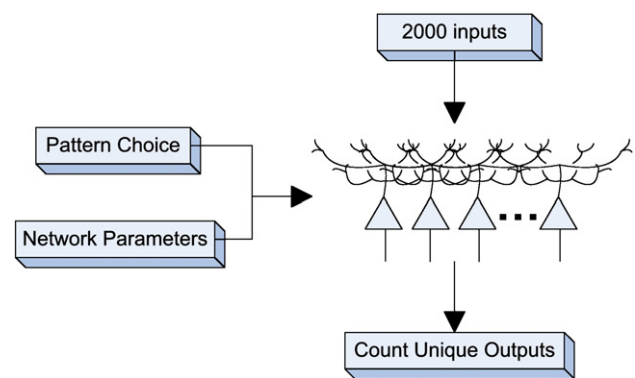 2000 inputs
Pattern Choice
Network Parameters
Count Unique Outputs